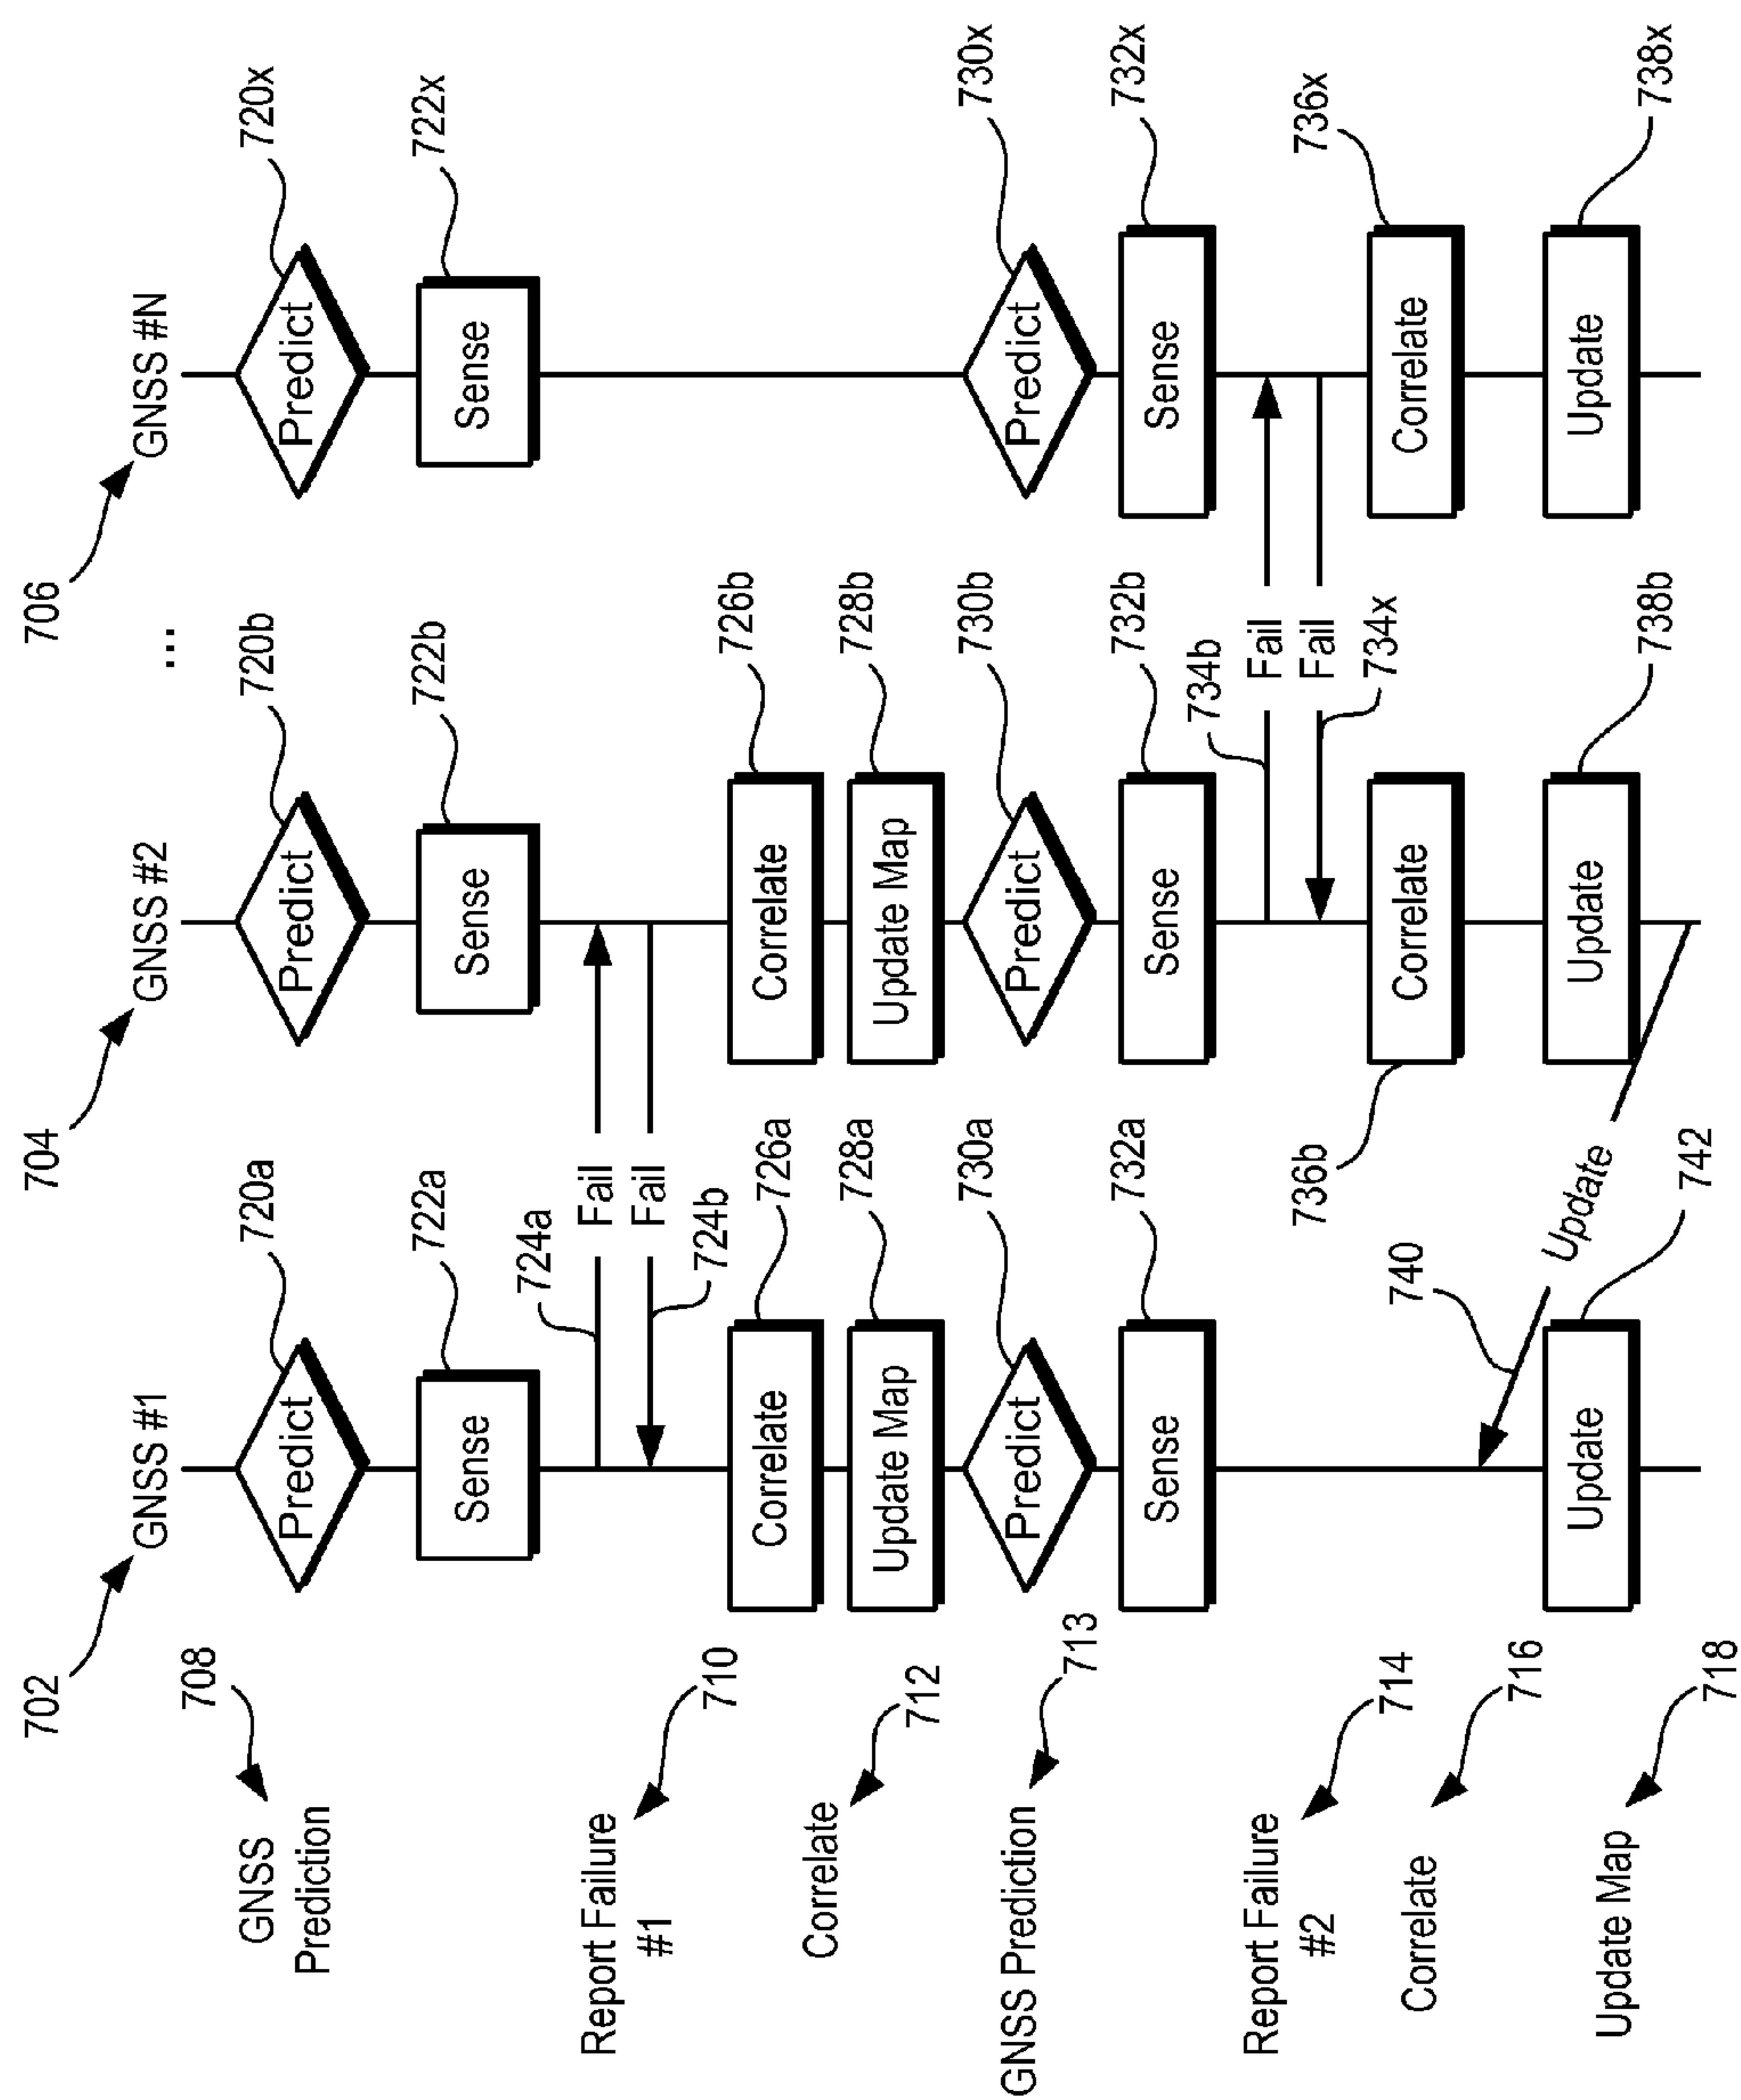 702
704
706
GNSS #1
GNSS #2
...
GNSS #N
708
GNSS
Prediction
720a
Predict
720b
Predict
720x
Predict
722a
Sense
722b
Sense
722x
Sense
Report Failure
#1
710
724a
Fail
Fail
724b
Correlate
712
726a
Correlate
726b
Correlate
728a
Update Map
728b
Update Map
GNSS Prediction
713
730a
Predict
730b
Predict
730x
Predict
732a
Sense
732b
Sense
732x
Sense
Report Failure
#2
714
734b
Fail
Fail
734x
Correlate
716
736b
Correlate
736x
Correlate
740
Update
Update Map
718
742
Update
738b
Update
738x
Update